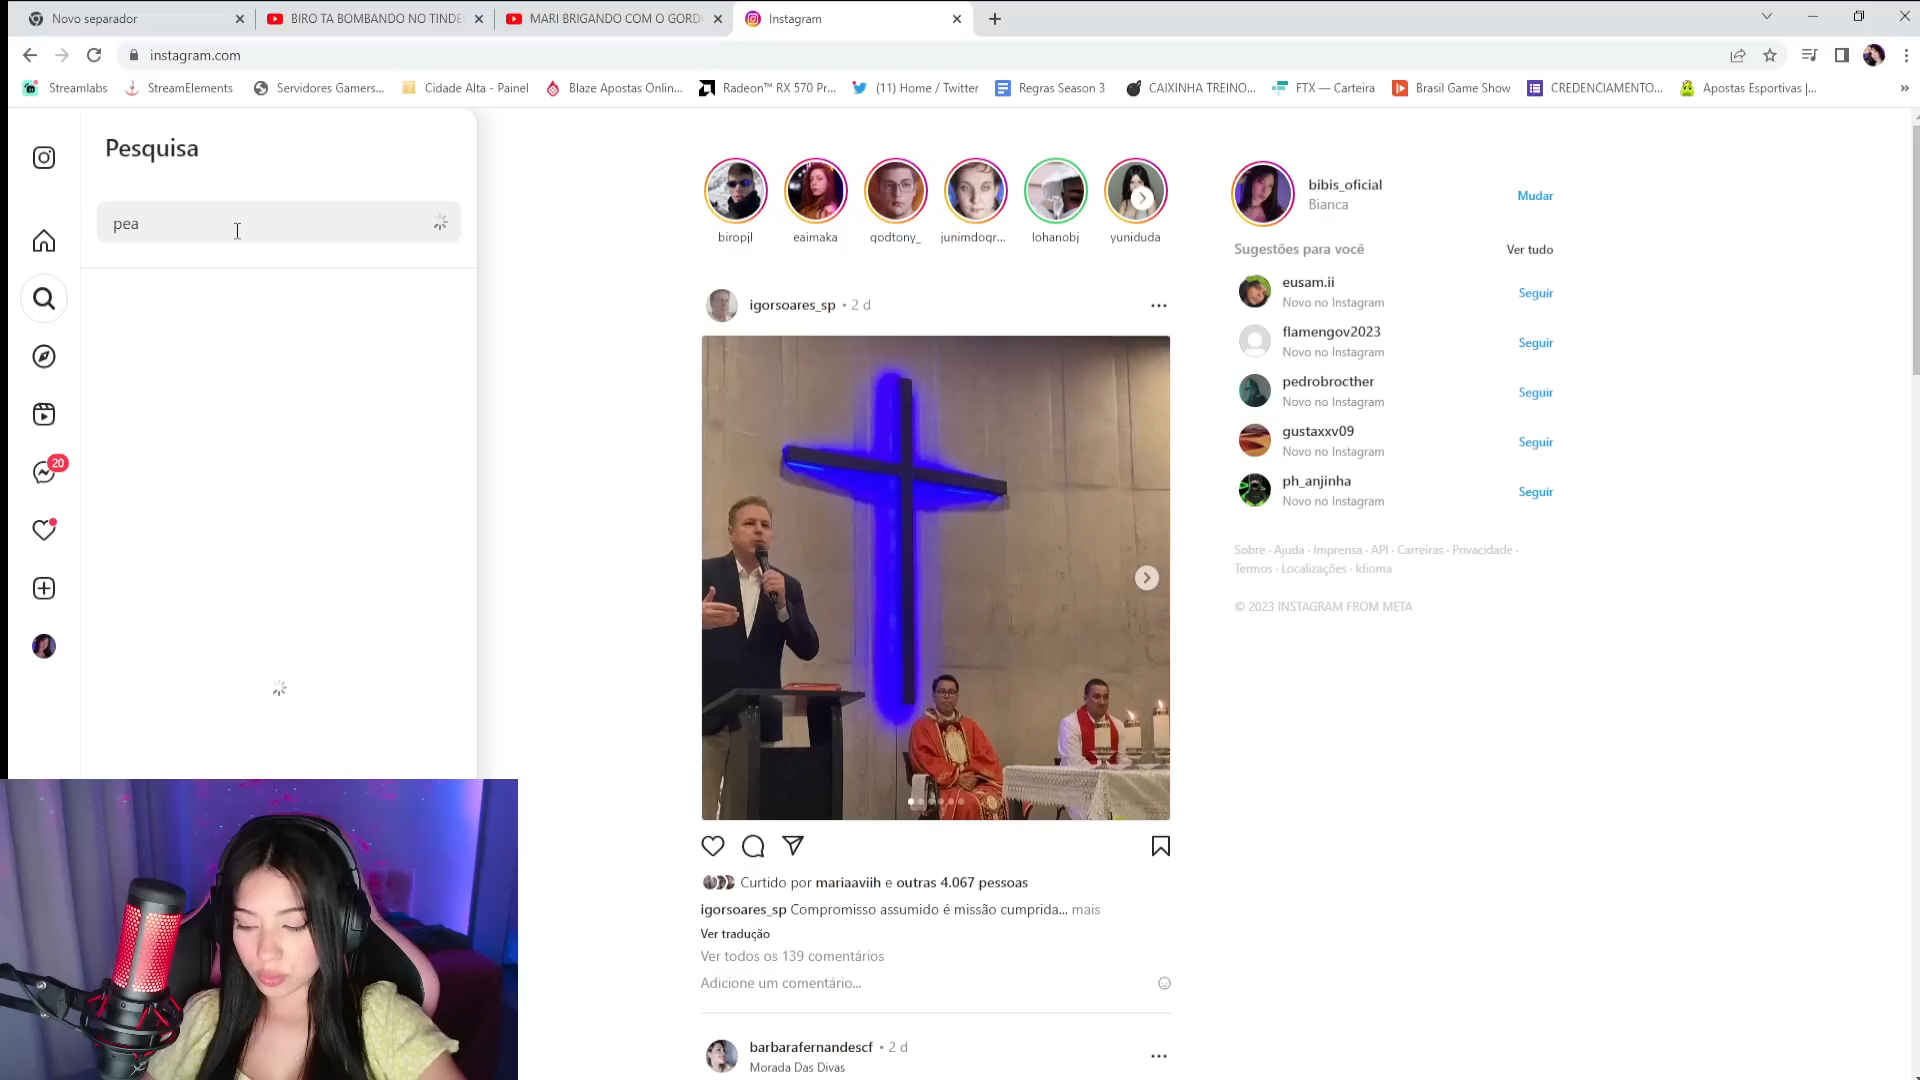 Novo separador
BIRO TA BOMBANDO NO TINDE
MARI BRIGANDO COM O GORDI
Instagram
instagram.com
Streamlabs
StreamElements
Servidores Gamers...
Cidade Alta - Painel
Blaze Apostas Onlin...
Radeon™ RX 570 Pr...
(11) Home / Twitter
Regras Season 3
CAIXINHA TREINO...
FTX — Carteira
Brasil Game Show
CREDENCIAMENTO...
Apostas Esportivas |...
»
Pesquisa
pea
20
biropjl
eaimaka
godtony_
junimdogr...
lohanobj
yuniduda
igorsoares_sp • 2 d
Curtido por mariaaviih e outras 4.067 pessoas
igorsoares_sp Compromisso assumido é missão cumprida... mais
Ver tradução
Ver todos os 139 comentários
Adicione um comentário...
barbarafernandescf • 2 d
Morada Das Divas
bibis_oficial
Bianca
Mudar
Sugestões para você
Ver tudo
eusam.ii
Novo no Instagram
Seguir
flamengov2023
Novo no Instagram
Seguir
pedrobrocther
Novo no Instagram
Seguir
gustaxxv09
Novo no Instagram
Seguir
ph_anjinha
Novo no Instagram
Seguir
Sobre · Ajuda · Imprensa · API · Carreiras · Privacidade ·
Termos · Localizações · Idioma
© 2023 INSTAGRAM FROM META